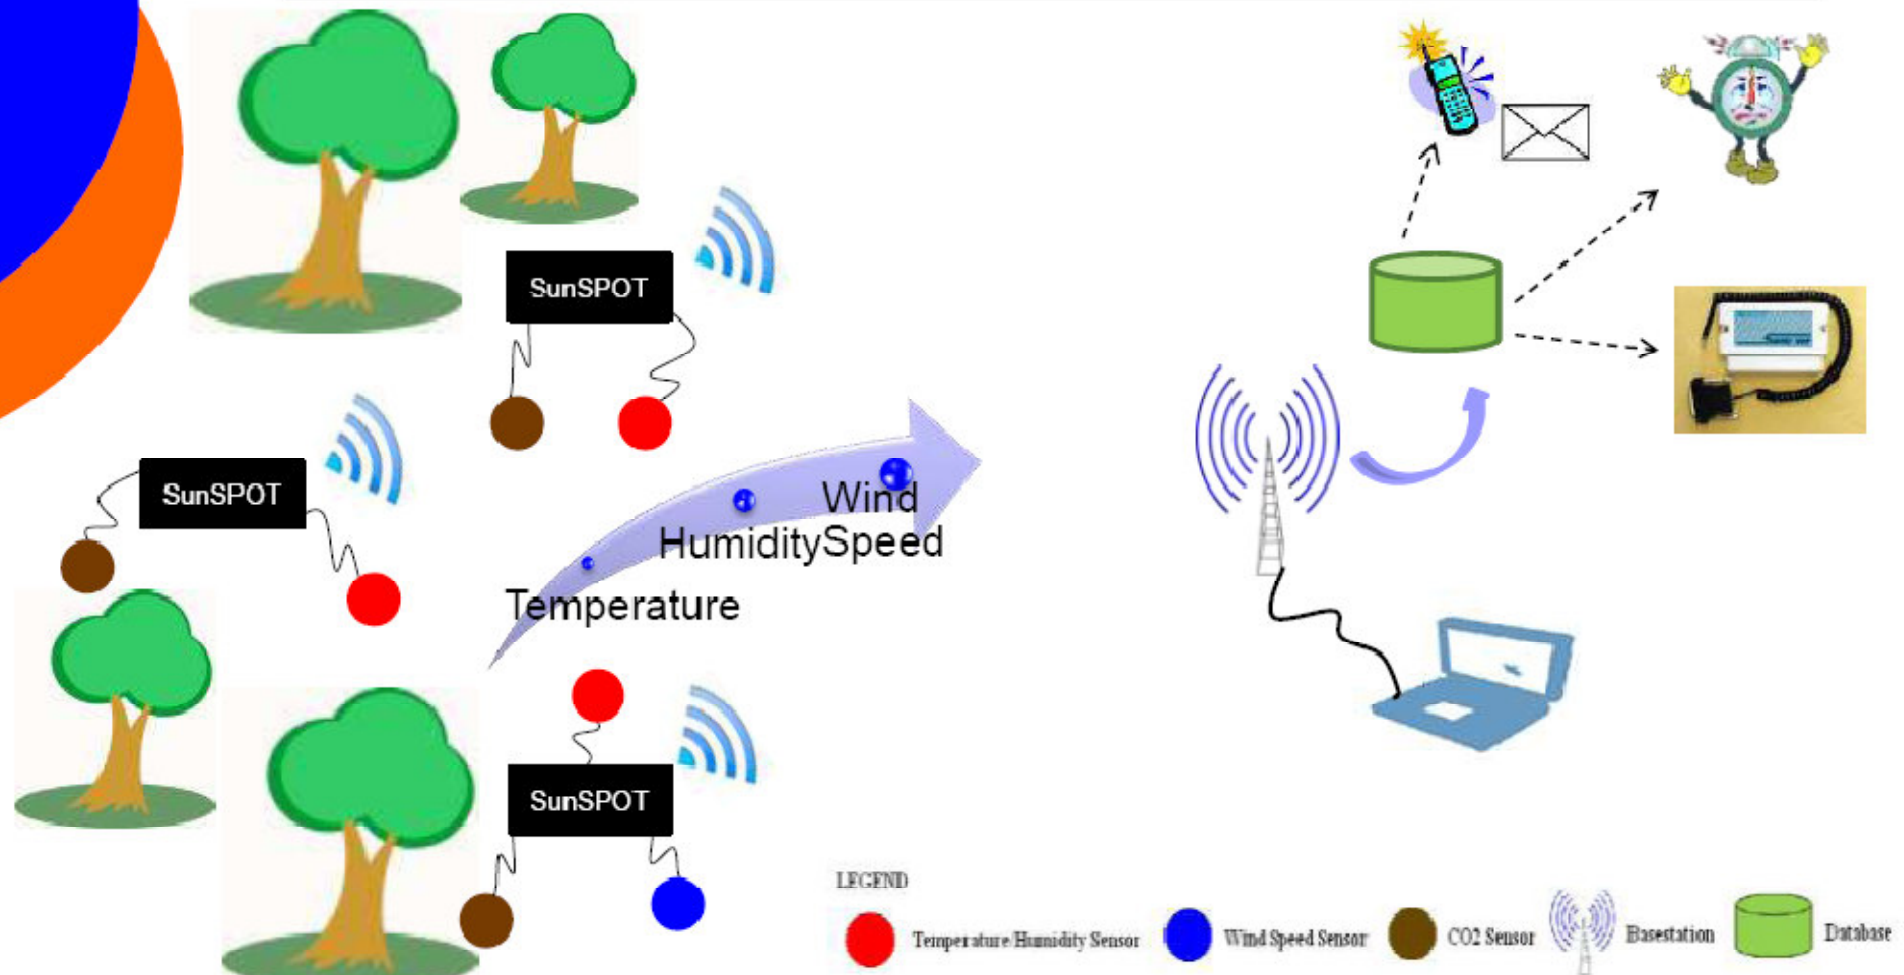 SunSPOT
SunSPOT
Wind
HumiditySpeed
Temperature
SunSPOT
LEGEND
Temperature/Humidity Sensor
Wind Speed Sensor
CO2 Sensor
Basestation
Database